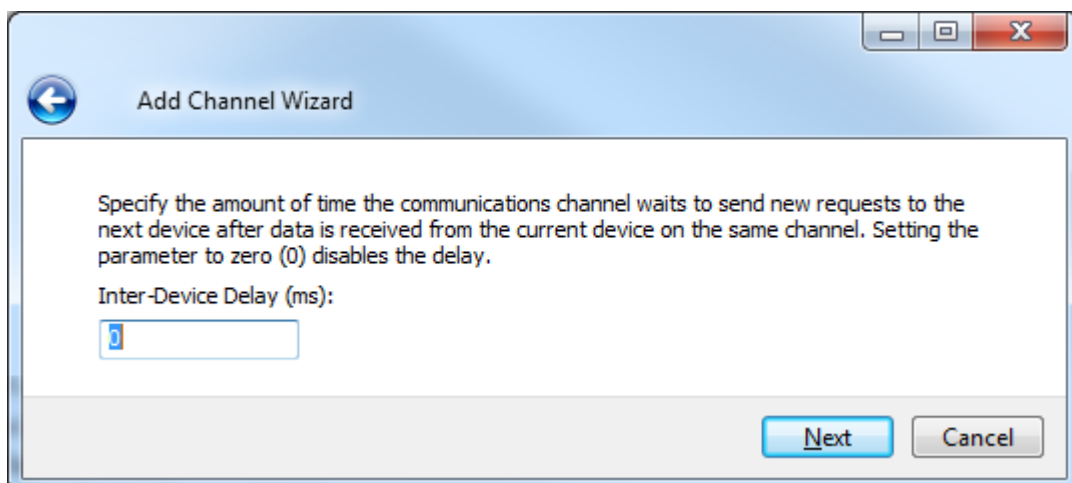 Add Channel Wizard
Specify the amount of time the communications channel waits to send new requests to the
next device after data is received from the current device on the same channel. Setting the
parameter to zero (0) disables the delay.
Inter-Device Delay (ms):
0
Next
Cancel